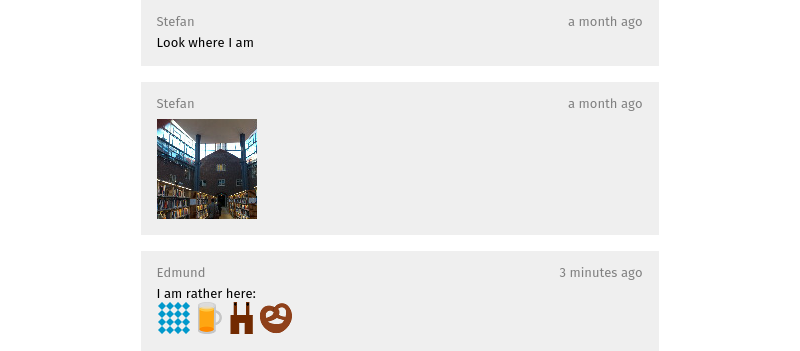 Stefan a month ago
Look where I am
Stefan a month ago
Edmund 3 minutes ago
I am rather here: